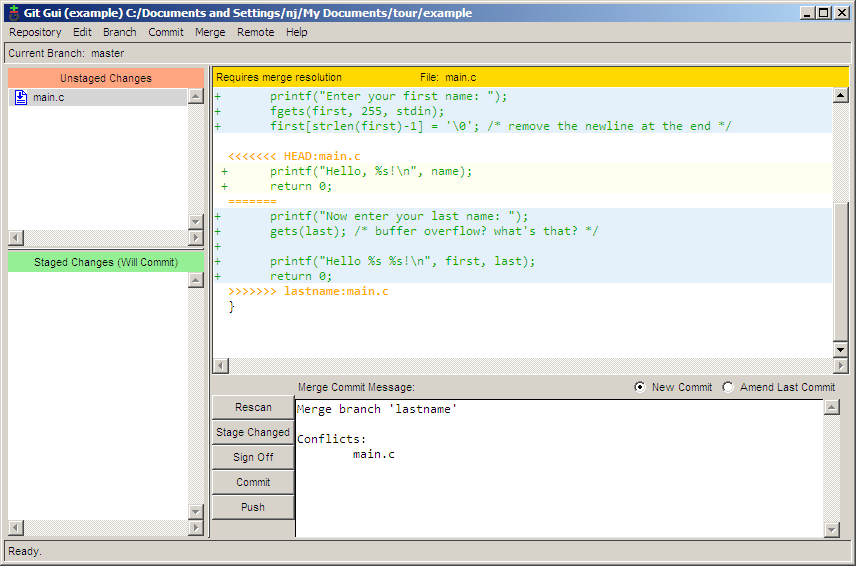 Git Gui (example) C:/Documents and Settings/nj/My Documents/tour/example
Repository Edit Branch Commit Merge Remote Help
Current Branch: master
Unstaged Changes
main.c
Staged Changes (Will Commit)
Requires merge resolution File: main.c
+ printf("Enter your first name: ");
+ fgets(first, 255, stdin);
+ first[strlen(first)-1] = '\0'; /* remove the newline at the end */
<<<<<<< HEAD:main.c
+ printf("Hello, %s!\n", name);
+ return 0;
=======
+ printf("Now enter your last name: ");
+ gets(last); /* buffer overflow? what's that? */
+
+ printf("Hello %s %s!\n", first, last);
+ return 0;
>>>>>>> lastname:main.c
}
Merge Commit Message: New Commit Amend Last Commit
Rescan
Stage Changed
Sign Off
Commit
Push
Merge branch 'lastname'
Conflicts:
main.c
Ready.